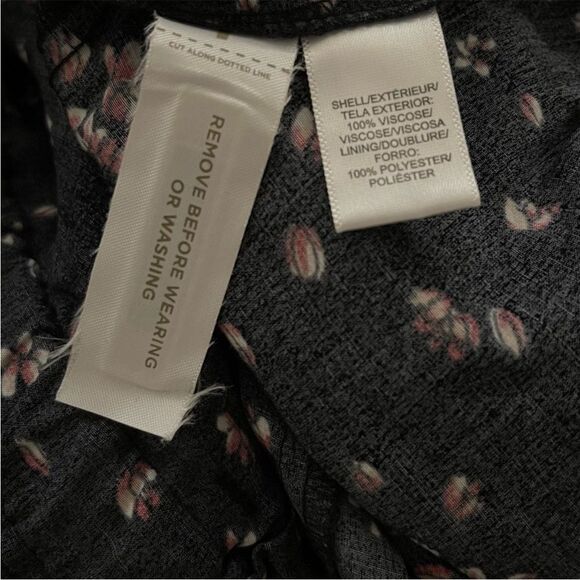 CUT ALONG DOTTED LINE
REMOVE BEFORE WEARING
OR WASHING
SHELL/EXTÉRIEUR/
TELA EXTERIOR:
100% VISCOSE/
VISCOSE/VISCOSA
LINING/DOUBLURE/
FORRO:
100% POLYESTER/
POLIÉSTER